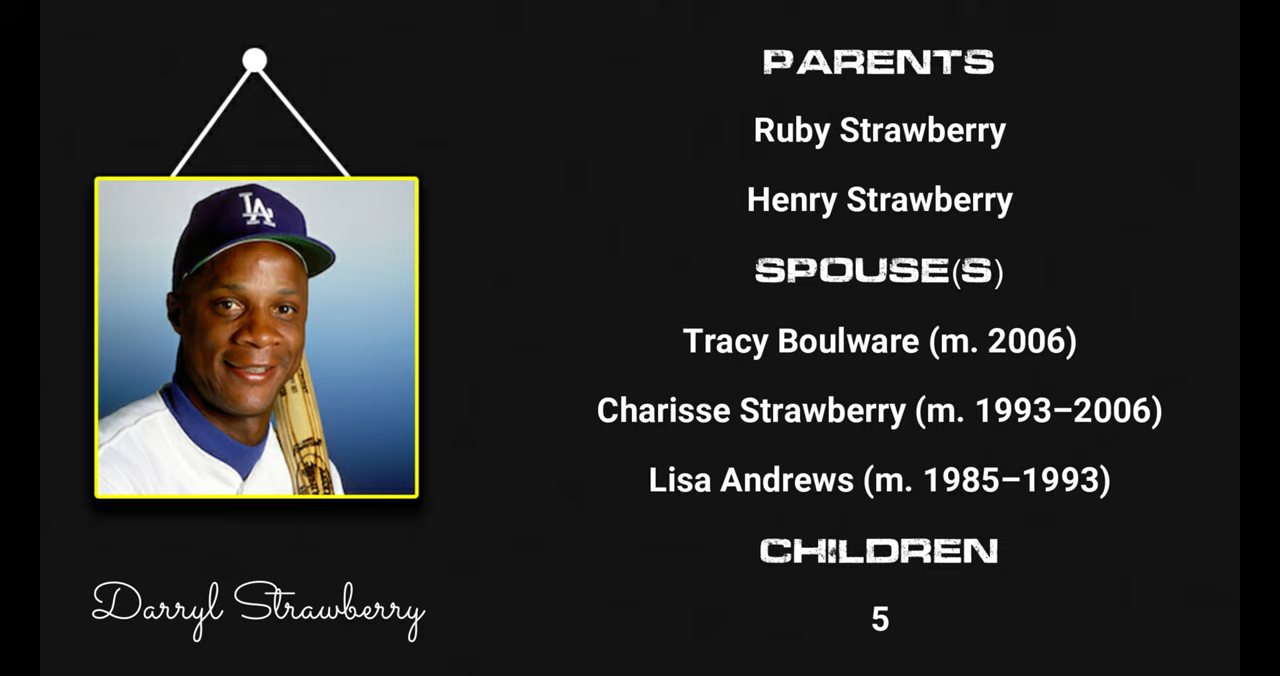 PARENTS
Ruby Strawberry
Henry Strawberry
SPOUSE(S)
Tracy Boulware (m. 2006)
Charisse Strawberry (m. 1993–2006)
Lisa Andrews (m. 1985–1993)
CHILDREN
5
LA
Darryl Strawberry